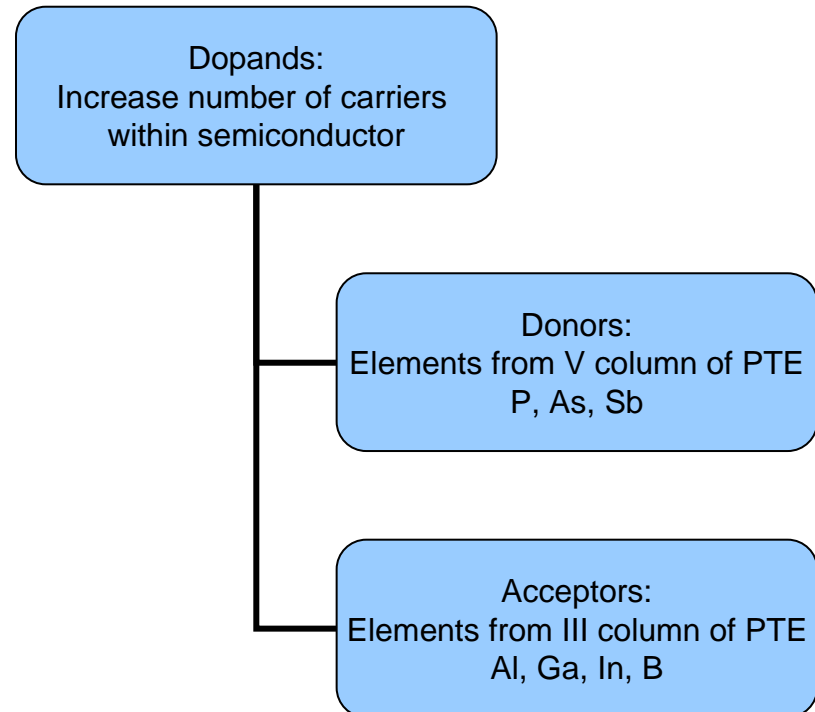 Dopands:
Increase number of carriers
within semiconductor
Donors:
Elements from V column of PTE
P, As, Sb
Acceptors:
Elements from III column of PTE
Al, Ga, In, B